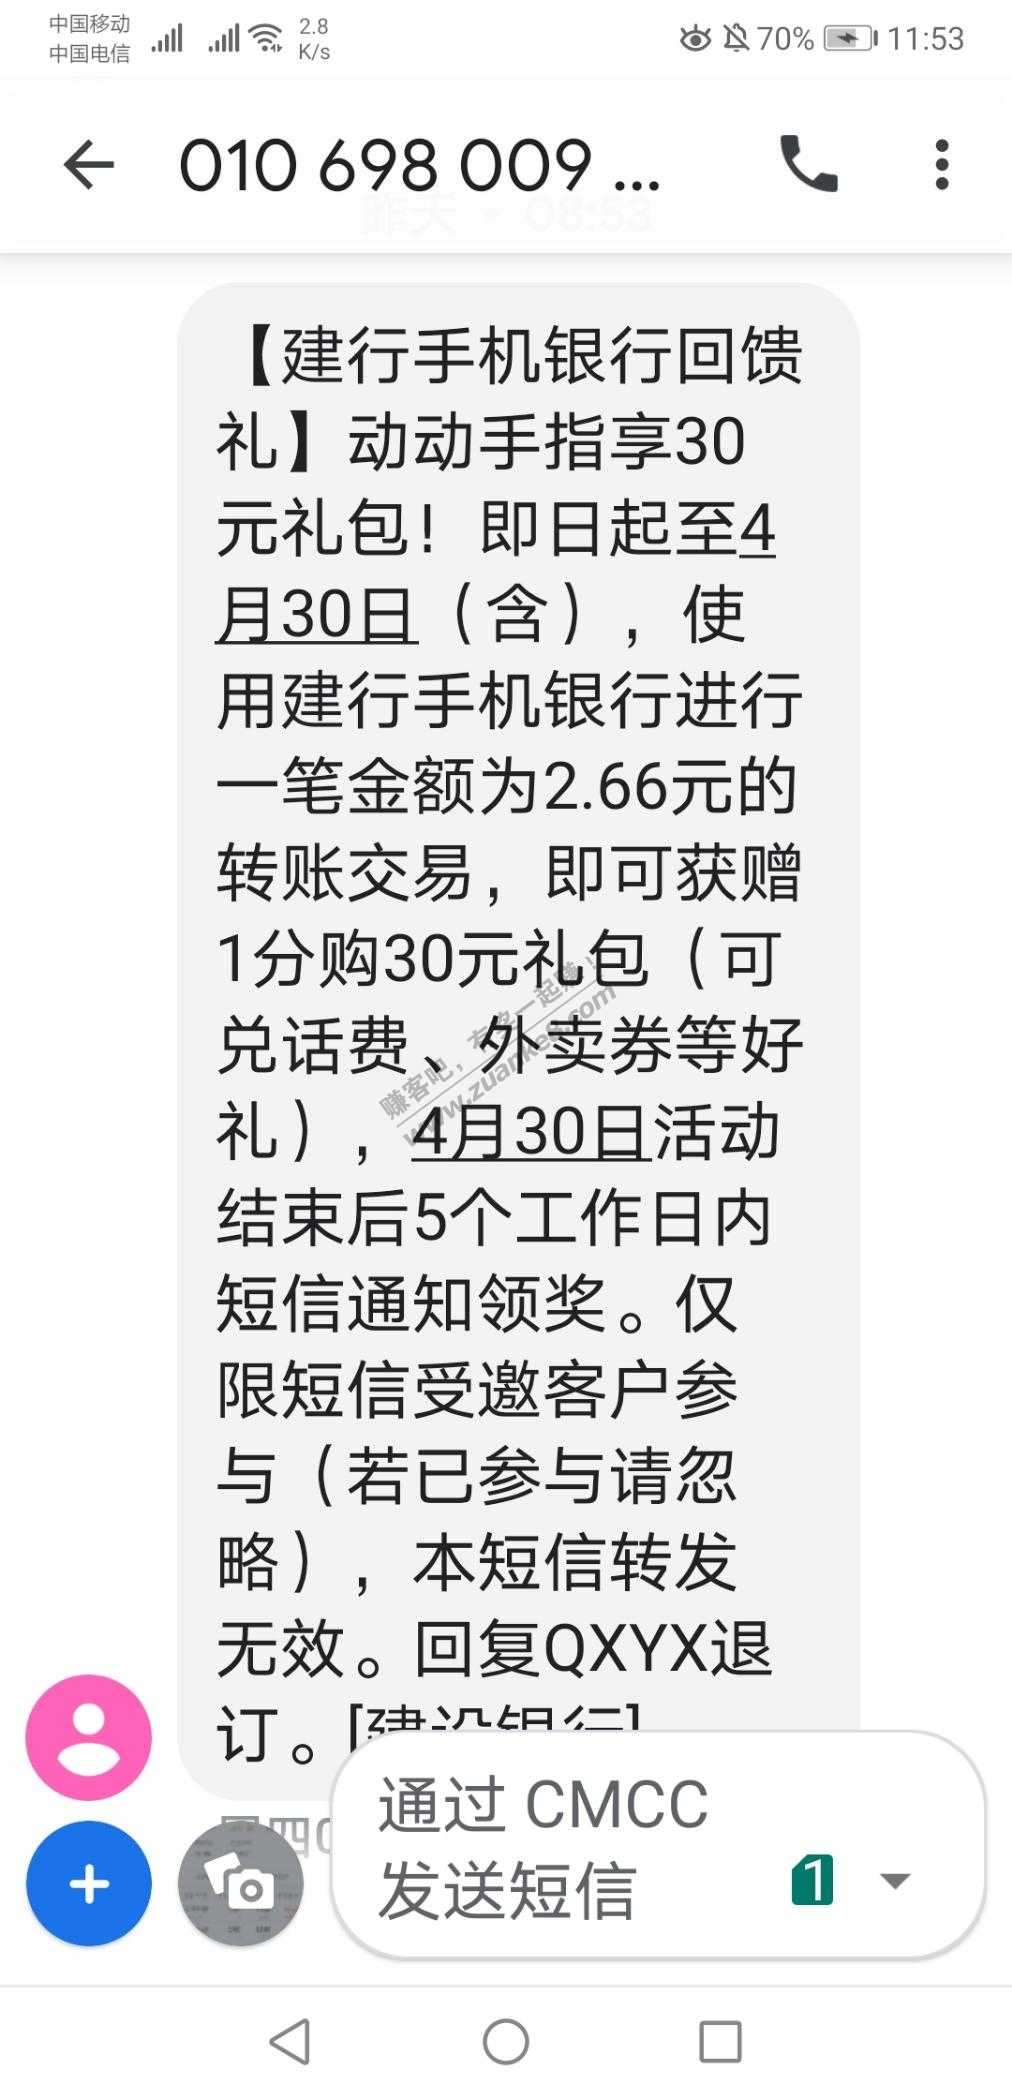 中国移动
中国电信
2.8
K/s
70%
11:53
010 698 009 ...
昨天 · 08:53
【建行手机银行回馈
礼】动动手指享30
元礼包！即日起至4
月30日（含），使
用建行手机银行进行
一笔金额为2.66元的
转账交易，即可获赠
1分购30元礼包（可
兑话费、外卖券等好
礼），4月30日活动
结束后5个工作日内
短信通知领奖。仅
限短信受邀客户参
与（若已参与请忽
略），本短信转发
无效。回复QXYX退
订。[建设银行]
赚客吧，有奖一起赚！
www.zuanke8.com
通过 CMCC
发送短信
1